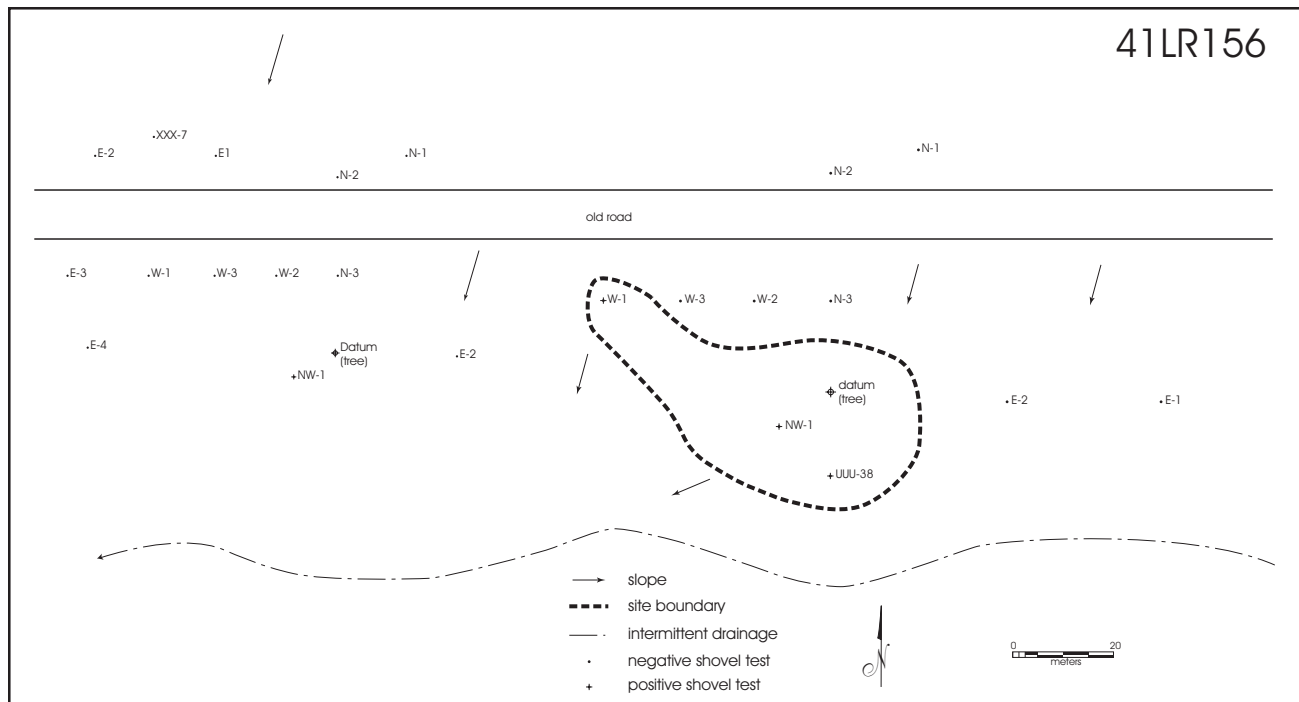 41LR156
XXX-7
E-2
E1
N-1
N-2
N-1
N-2
old road
E-3
W-1
W-3
W-2
N-3
W-1
W-3
W-2
N-3
E-4
Datum
(tree)
E-2
NW-1
datum
(tree)
E-2
E-1
NW-1
UUU-38
slope
site boundary
intermittent drainage
negative shovel test
positive shovel test
N
0 20
meters